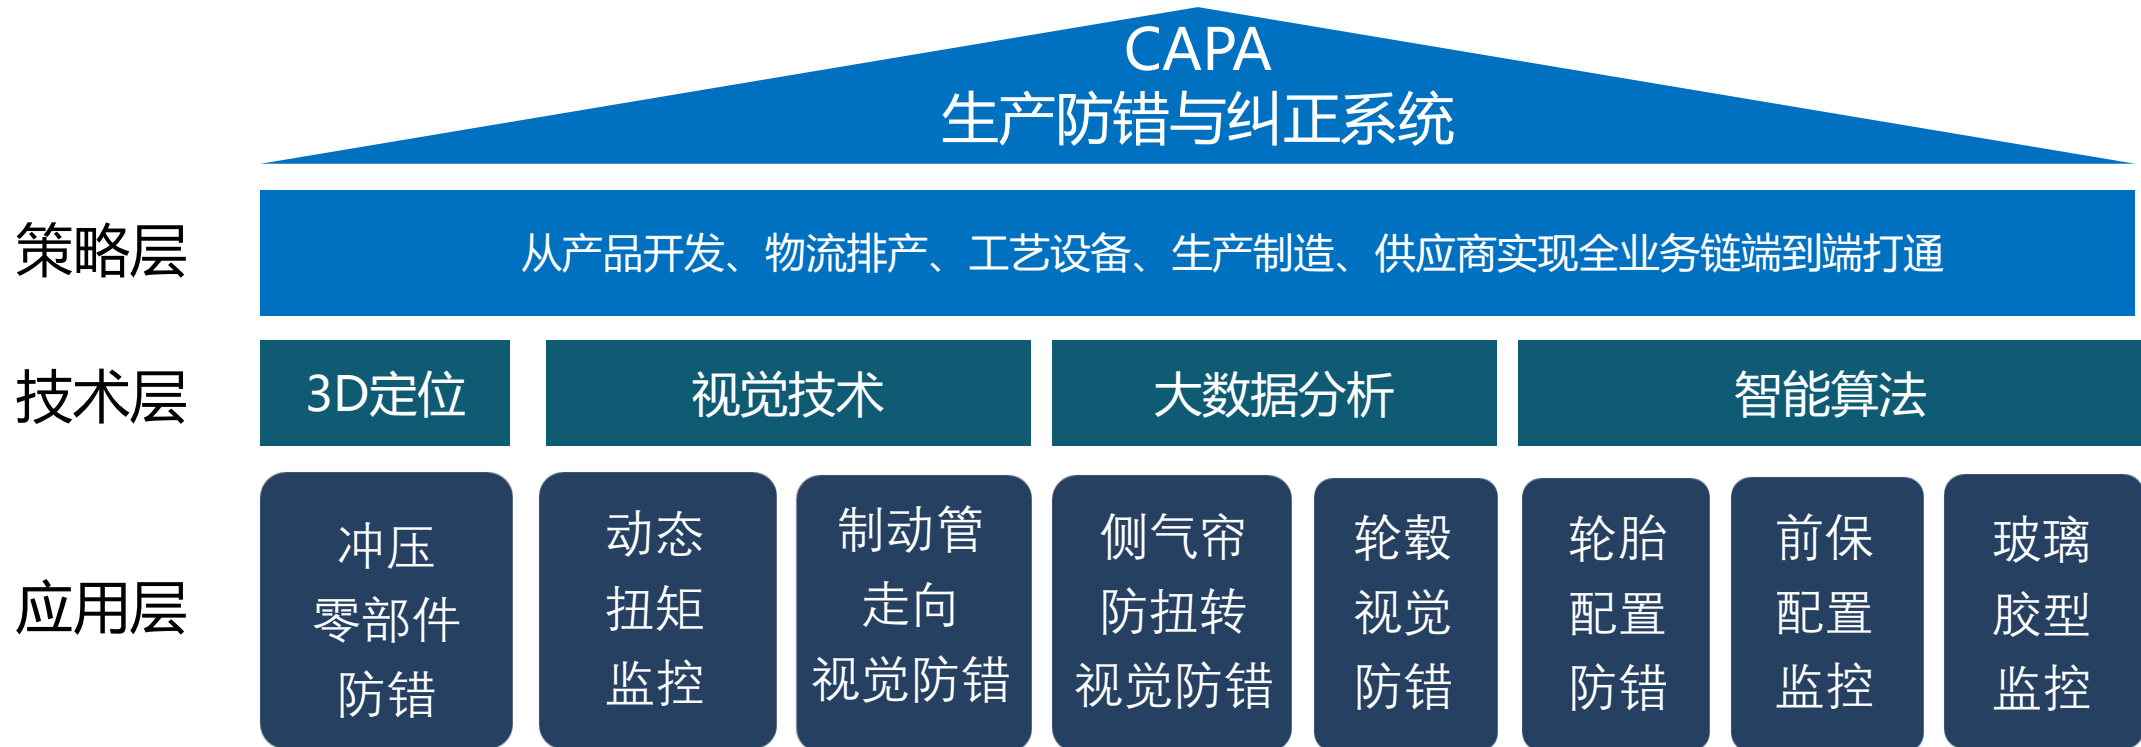 CAPA
生产防错与纠正系统
策略层
从产品开发、物流排产、工艺设备、生产制造、供应商实现全业务链端到端打通
技术层
3D定位
视觉技术
大数据分析
智能算法
应用层
冲压
零部件
防错
动态
扭矩
监控
制动管
走向
视觉防错
侧气帘
防扭转
视觉防错
轮毂
视觉
防错
轮胎
配置
防错
前保
配置
监控
玻璃
胶型
监控